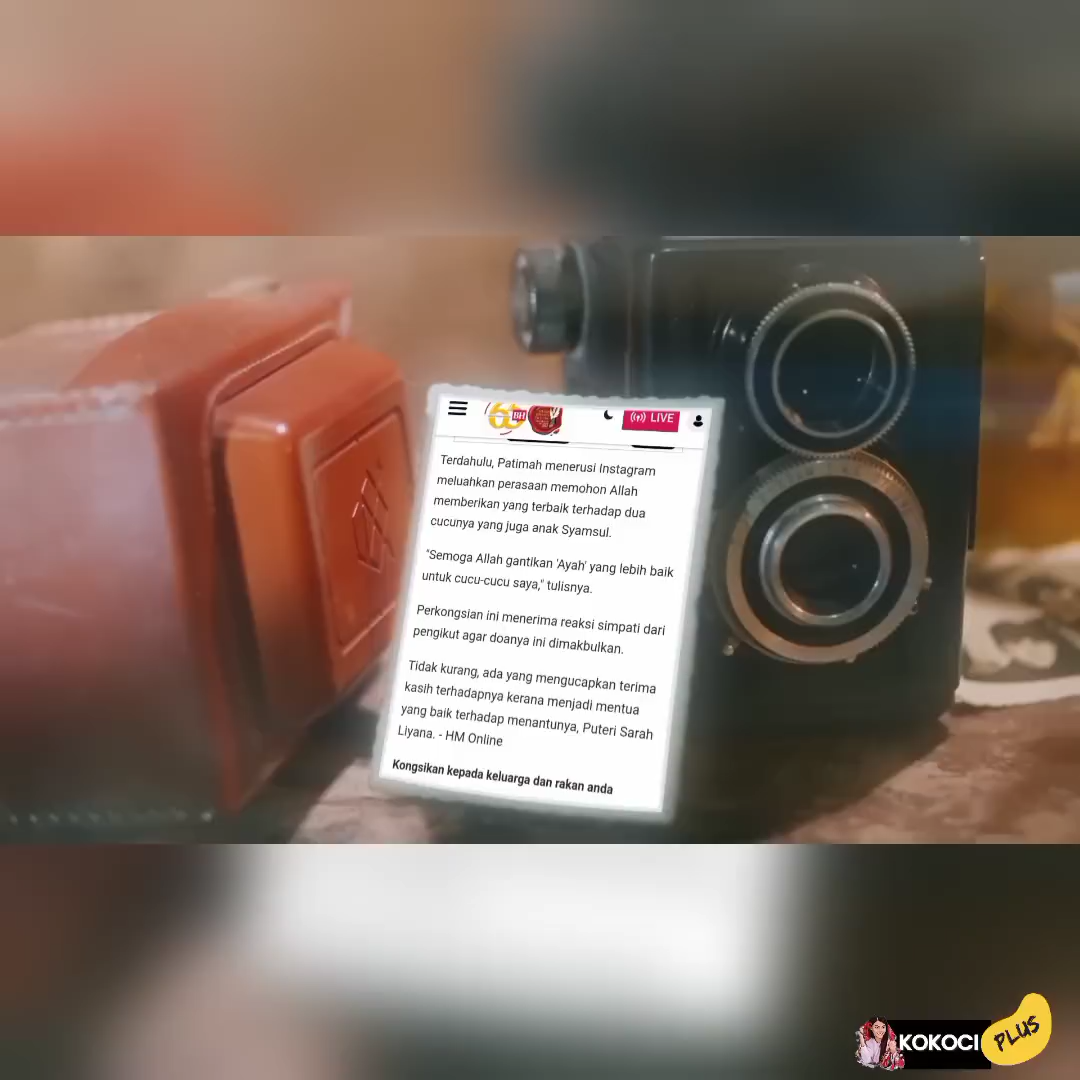 BH
LIVE
Terdahulu, Patimah menerusi Instagram
meluahkan perasaan memohon Allah
memberikan yang terbaik terhadap dua
cucunya yang juga anak Syamsul.
"Semoga Allah gantikan 'Ayah' yang lebih baik
untuk cucu-cucu saya," tulisnya.
Perkongsian ini menerima reaksi simpati dari
pengikut agar doanya ini dimakbulkan.
Tidak kurang, ada yang mengucapkan terima
kasih terhadapnya kerana menjadi mentua
yang baik terhadap menantunya, Puteri Sarah
Liyana. - HM Online
Kongsikan kepada keluarga dan rakan anda
KOKOCI PLUS